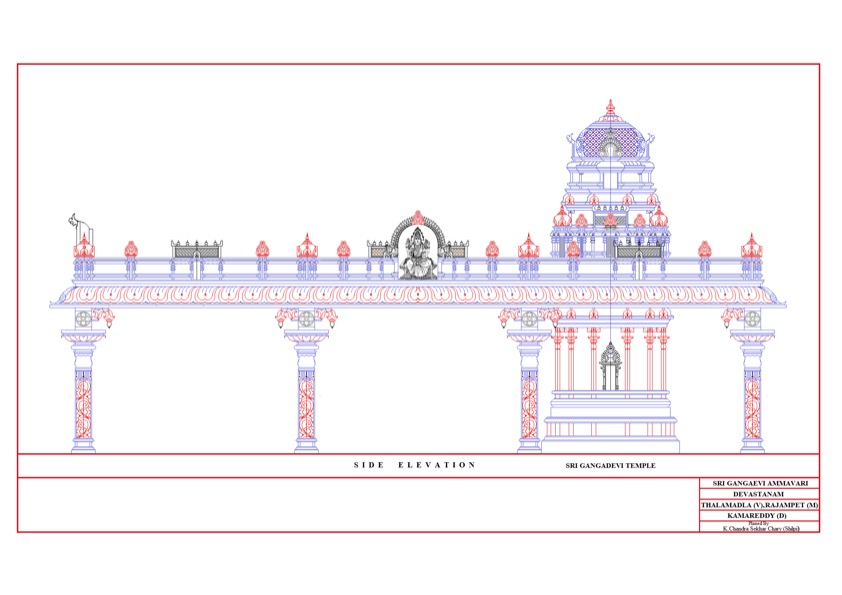 SIDE ELEVATION
SRI GANGADEVI TEMPLE
SRI GANGAEVI AMMAVARI
DEVASTANAM
THALAMADLA (V),RAJAMPET (M)
KAMAREDDY (D)
Planed By
K.Chandra Sekhar Chary (Shilpi)